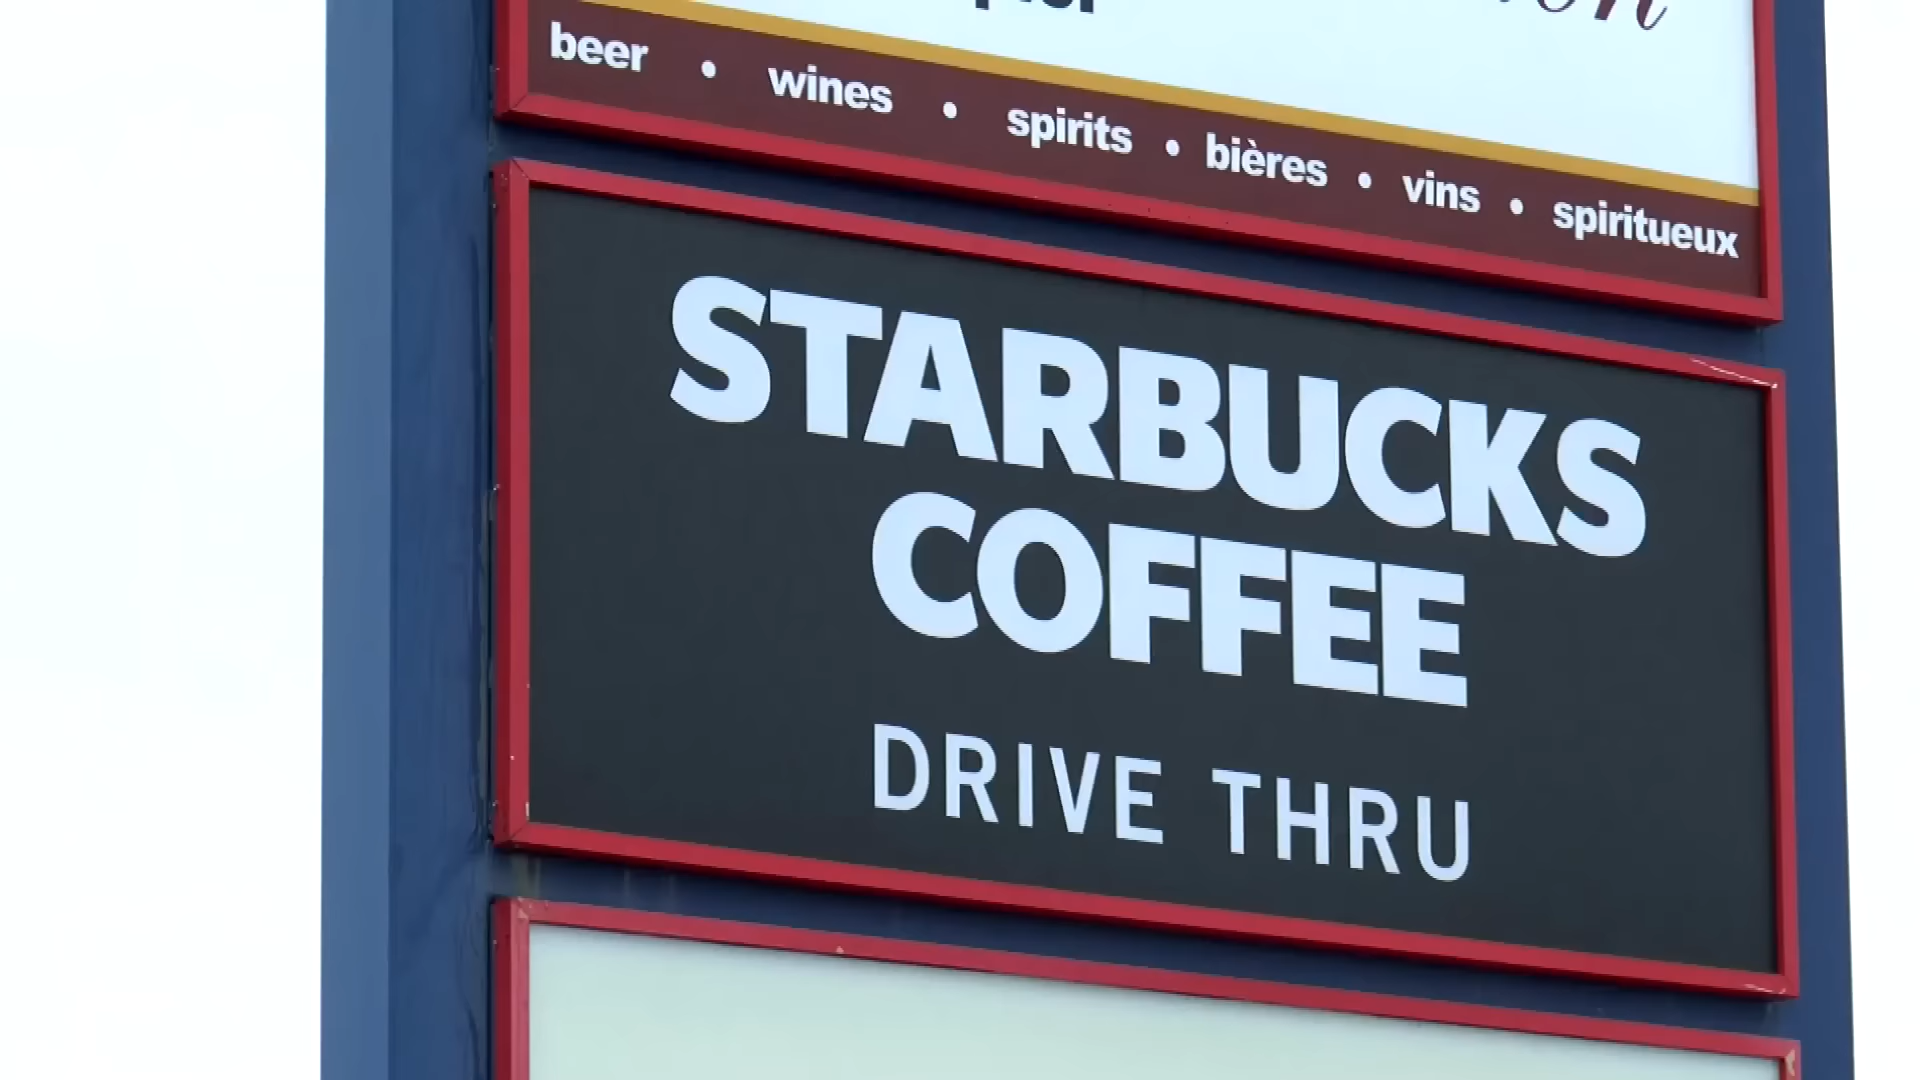 beer • wines • spirits • bières • vins • spiritueux
STARBUCKS
COFFEE
DRIVE THRU